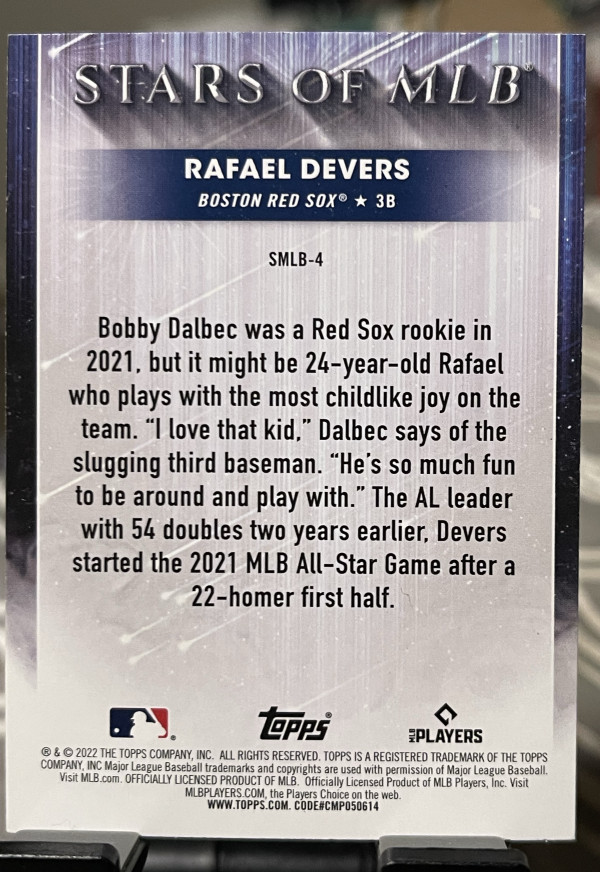 STARS OF MLB®
RAFAEL DEVERS
BOSTON RED SOX® ★ 3B
SMLB-4
Bobby Dalbec was a Red Sox rookie in
2021, but it might be 24-year-old Rafael
who plays with the most childlike joy on the
team. “I love that kid,” Dalbec says of the
slugging third baseman. “He’s so much fun
to be around and play with.” The AL leader
with 54 doubles two years earlier, Devers
started the 2021 MLB All-Star Game after a
22-homer first half.
® topps® MLB PLAYERS
® & © 2022 THE TOPPS COMPANY, INC. ALL RIGHTS RESERVED. TOPPS IS A REGISTERED TRADEMARK OF THE TOPPS
COMPANY, INC Major League Baseball trademarks and copyrights are used with permission of Major League Baseball.
Visit MLB.com. OFFICIALLY LICENSED PRODUCT OF MLB. Officially Licensed Product of MLB Players, Inc. Visit
MLBPLAYERS.COM, the Players Choice on the web.
WWW.TOPPS.COM. CODE#CMP050614